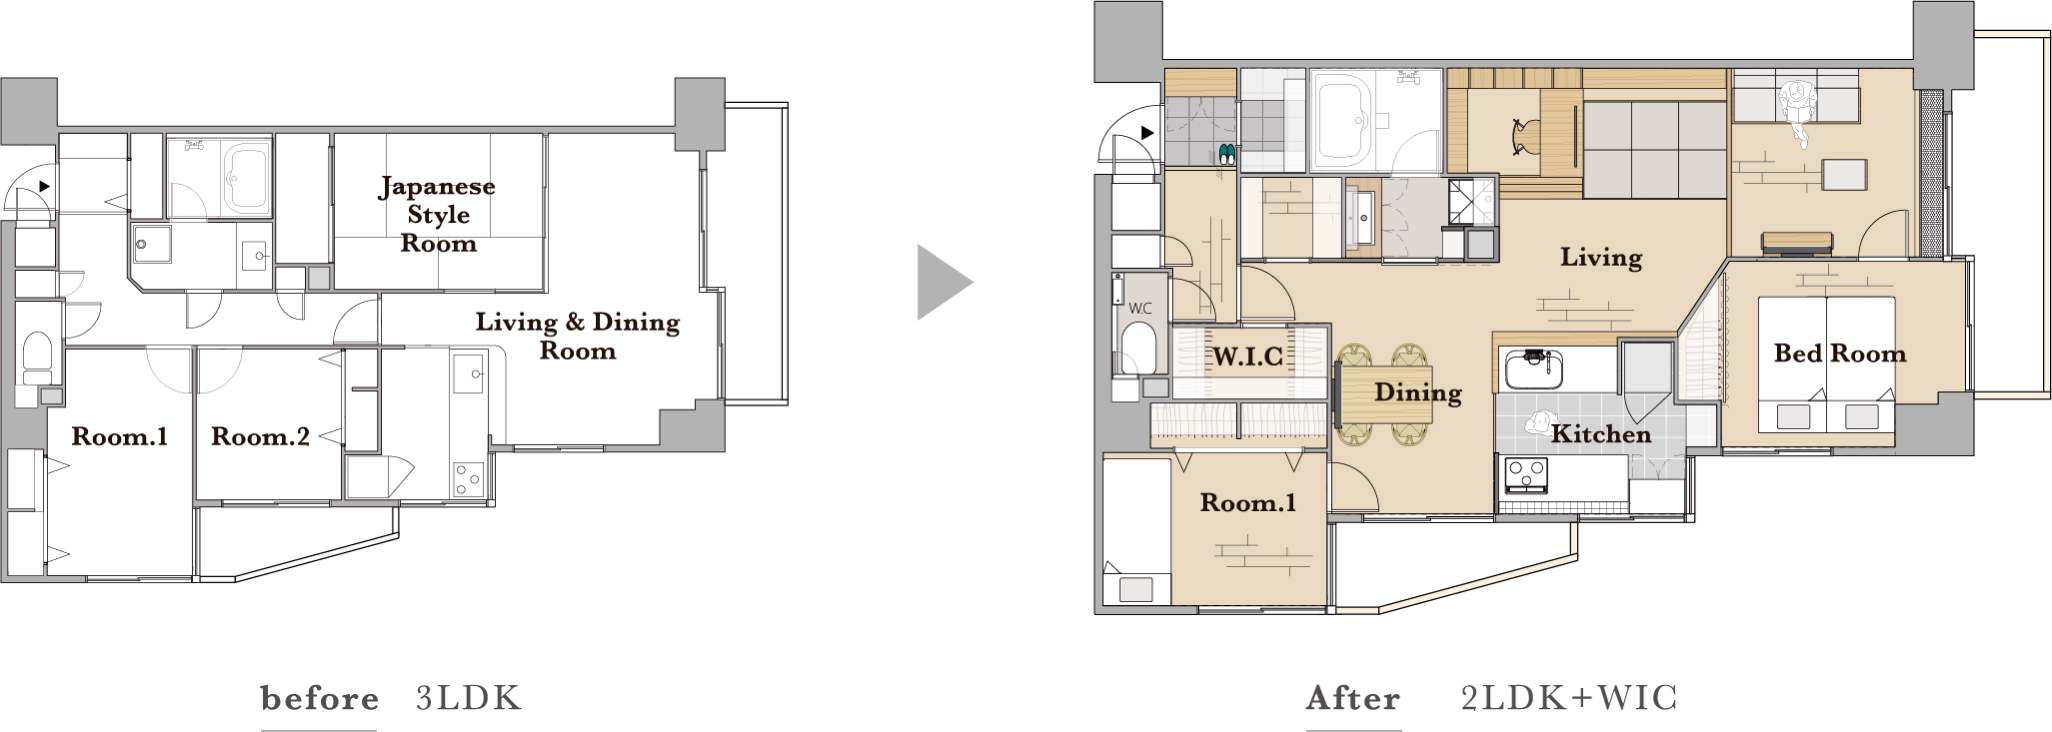 Japanese
Style
Room
Living & Dining
Room
Room.1
Room.2
before 3LDK
Living
W.C
W.I.C
Bed Room
Dining
Kitchen
Room.1
After 2LDK+WIC